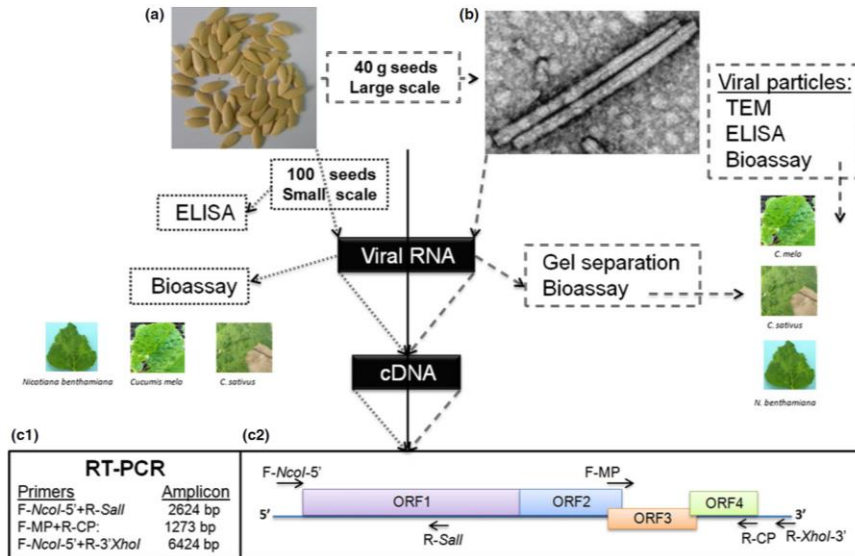 (a)
40 g seeds
Large scale
(b)
Viral particles:
TEM
ELISA
Bioassay
100 seeds
Small scale
ELISA
Viral RNA
Bioassay
Gel separation
Bioassay
C. melo
C. sativus
N. benthamiana
Nicotiana benthamiana
Cucumis melo
C. sativus
cDNA
(c1)
RT-PCR
Primers Amplicon
F-NcoI-5'+R-SalI 2624 bp
F-MP+R-CP: 1273 bp
F-NcoI-5'+R-3'XhoI 6424 bp
(c2)
F-NcoI-5'
F-MP
ORF1
ORF2
ORF3
ORF4
5'
3'
R-SalI
R-CP
R-XhoI-3'